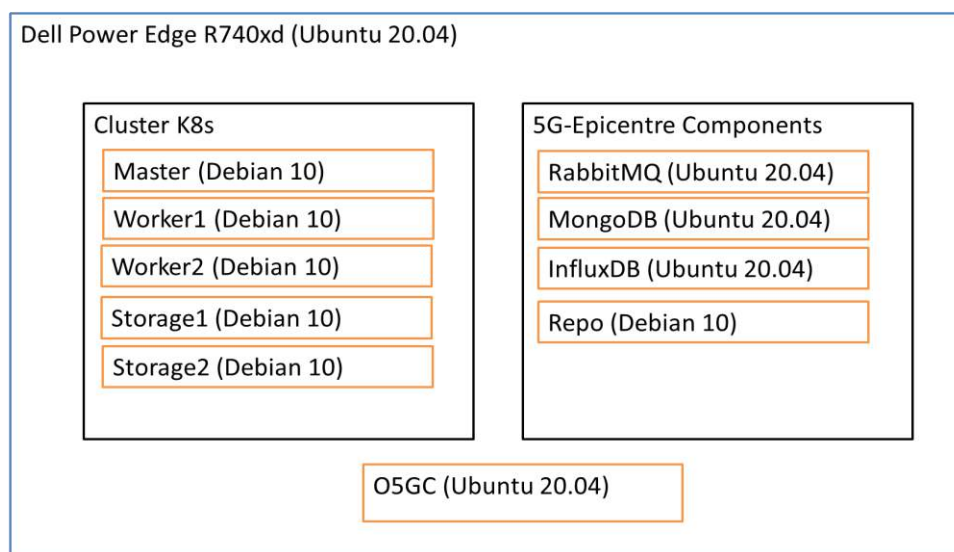 Dell Power Edge R740xd (Ubuntu 20.04)
Cluster K8s
Master (Debian 10)
Worker1 (Debian 10)
Worker2 (Debian 10)
Storage1 (Debian 10)
Storage2 (Debian 10)
5G-Epicentre Components
RabbitMQ (Ubuntu 20.04)
MongoDB (Ubuntu 20.04)
InfluxDB (Ubuntu 20.04)
Repo (Debian 10)
O5GC (Ubuntu 20.04)